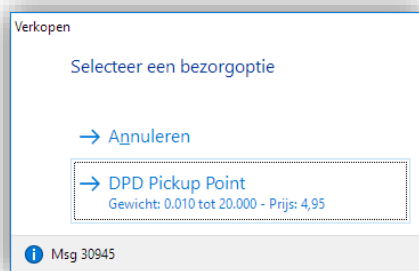 Verkopen
Selecteer een bezorgoptie
Annuleren
DPD Pickup Point
Gewicht: 0.010 tot 20.000 - Prijs: 4,95
Msg 30945